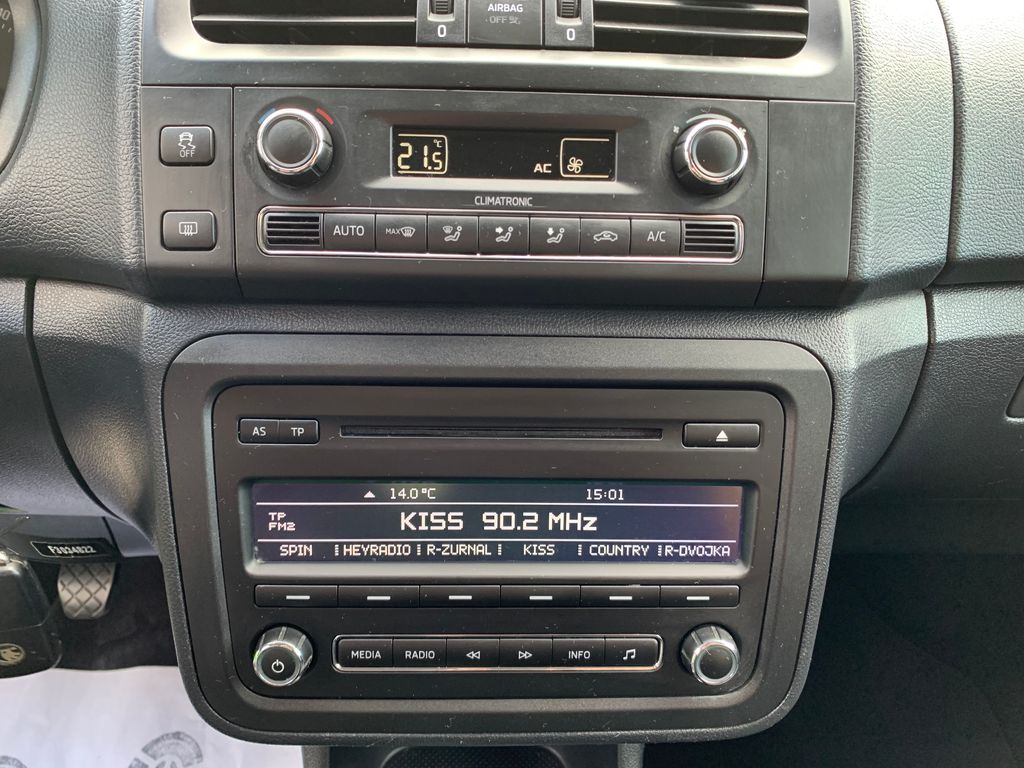 40
AIRBAG
OFF
0 0
OFF
21.5 °C AC
CLIMATRONIC
AUTO MAX A/C
AS TP
14.0 °C 15:01
TP
FM2
KISS 90.2 MHz
SPIN HEYRADIO R-ZURNAL KISS COUNTRY R-DVOJKA
MEDIA RADIO INFO